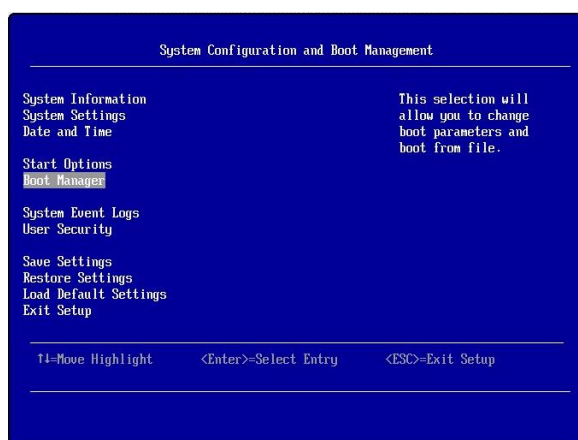 System Configuration and Boot Management
System Information
System Settings
Date and Time
Start Options
Boot Manager
System Event Logs
User Security
Save Settings
Restore Settings
Load Default Settings
Exit Setup
This selection will
allow you to change
boot parameters and
boot from file.
↑↓=Move Highlight <Enter>=Select Entry <ESC>=Exit Setup